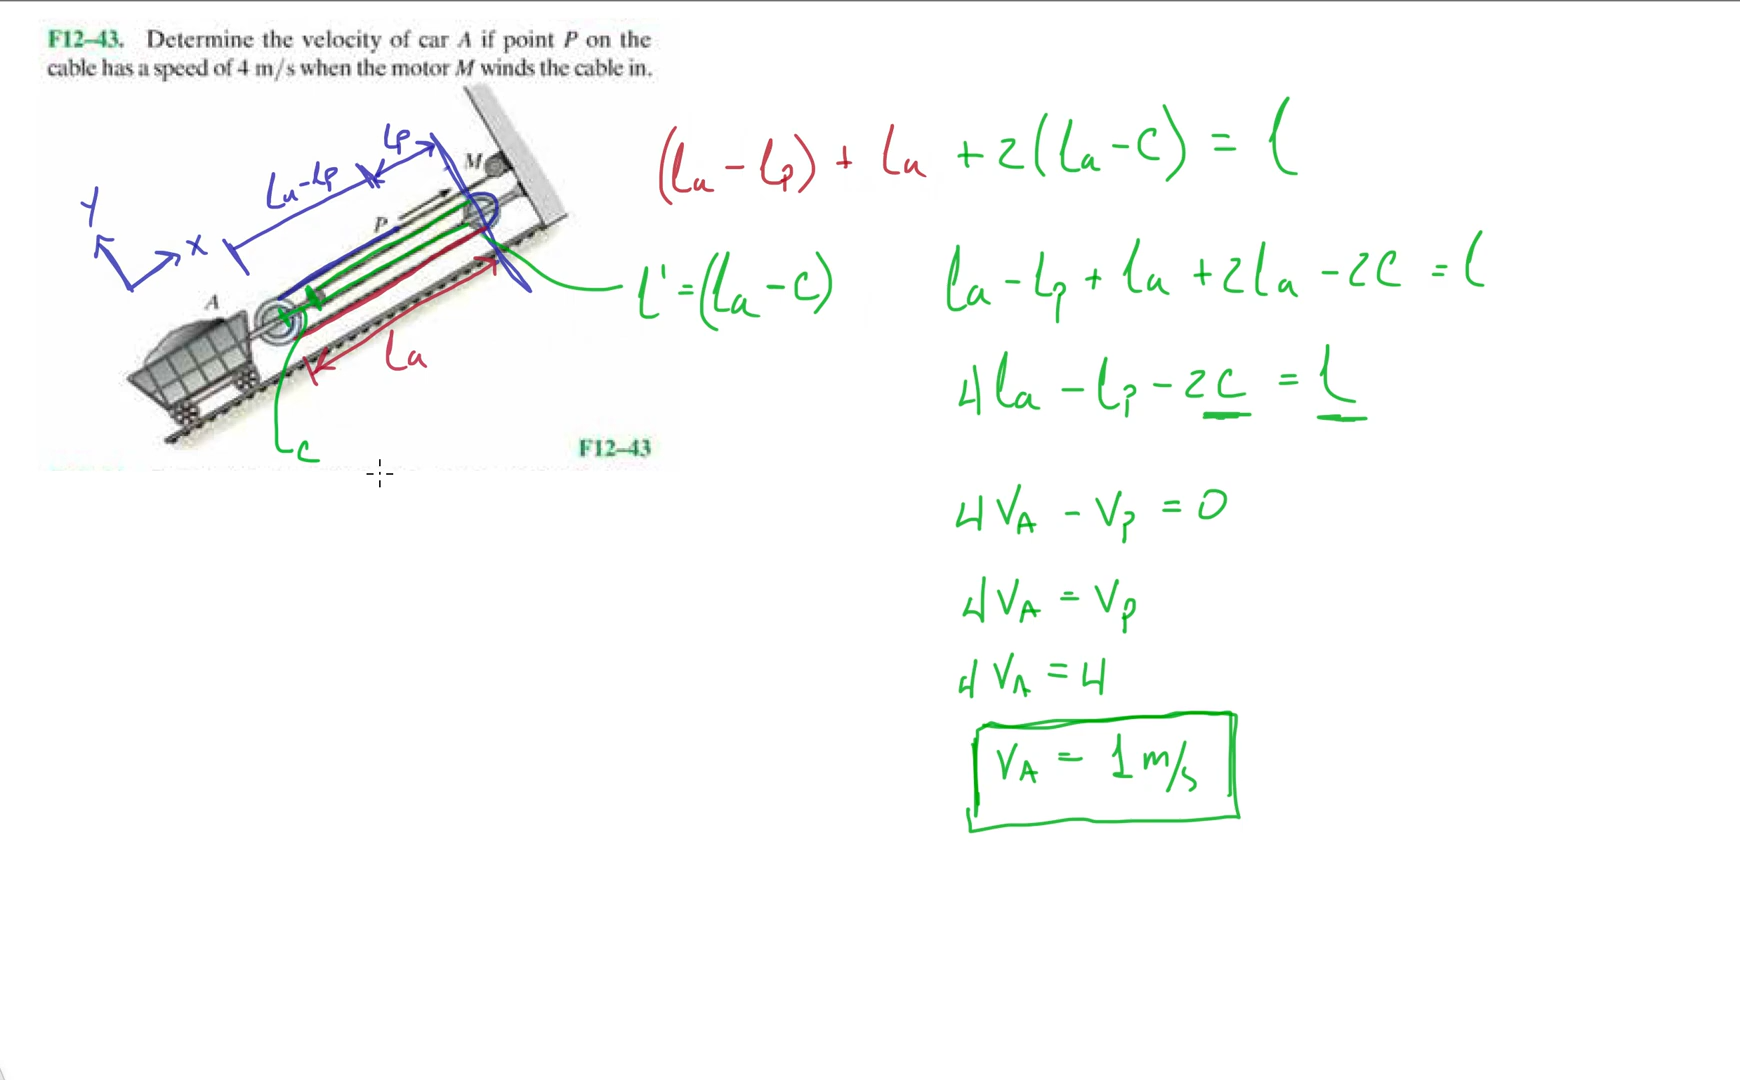 F12–43. Determine the velocity of car A if point P on the
cable has a speed of 4 m/s when the motor M winds the cable in.
Lp
M
La-Lp
P
Y
X
A
La
C
F12–43
(La - Lp) + La + 2(La - C) = L
L' = (La - C)
La - Lp + La + 2La - 2C = L
4La - Lp - 2C = L
4VA - Vp = 0
4VA = Vp
4VA = 4
VA = 1 m/s